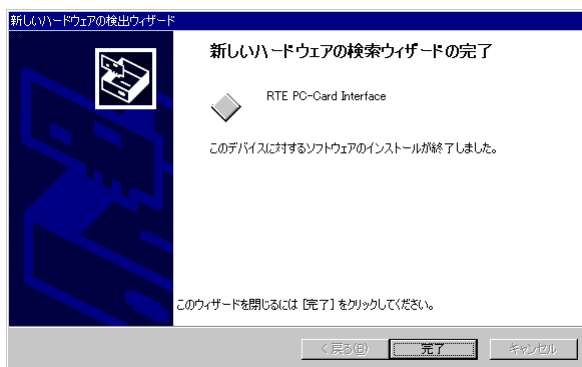 新しいハードウェアの検出ウィザード
新しいハードウェアの検索ウィザードの完了
RTE PC-Card Interface
このデバイスに対するソフトウェアのインストールが終了しました。
このウィザードを閉じるには [完了] をクリックしてください。
< 戻る(B)
完了
キャンセル